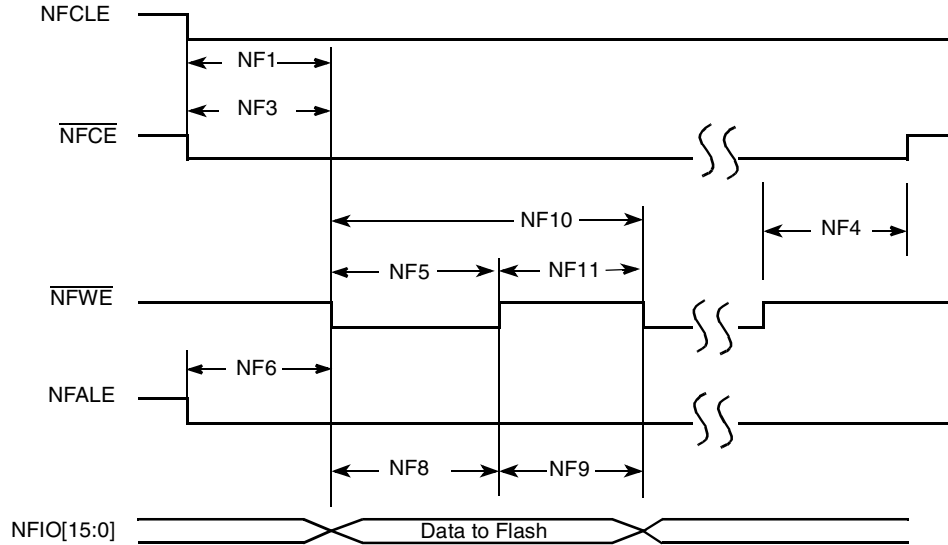 NFCLE
NF1
NF3
NFCE
NF10
NF4
NF5
NF11
NFWE
NF6
NFALE
NF8
NF9
NFIO[15:0]
Data to Flash